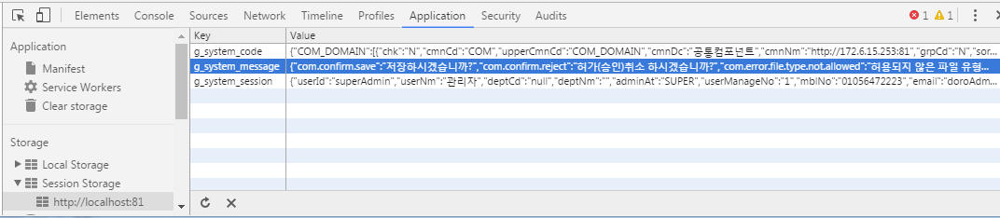 Elements Console Sources Network Timeline Profiles Application Security Audits 1 1
Application
Manifest
Service Workers
Clear storage
Storage
Local Storage
Session Storage
http://localhost:81
Key Value
g_system_code {"COM_DOMAIN":[{"chk":"N","cmnCd":"COM","upperCmnCd":"COM_DOMAIN","cmnDc":"공통컴포넌트","cmnNm":"http://172.6.15.253:81","grpCd":"N","sor...
g_system_message {"com.confirm.save":"저장하시겠습니까?","com.confirm.reject":"허가(승인)취소 하시겠습니까?","com.error.file.type.not.allowed":"허용되지 않은 파일 유형...
g_system_session {"userId":"superAdmin","userNm":"관리자","deptCd":"null","deptNm":"","adminAt":"SUPER","userManageNo":"1","mblNo":"01056472223","email":"doroAdm...